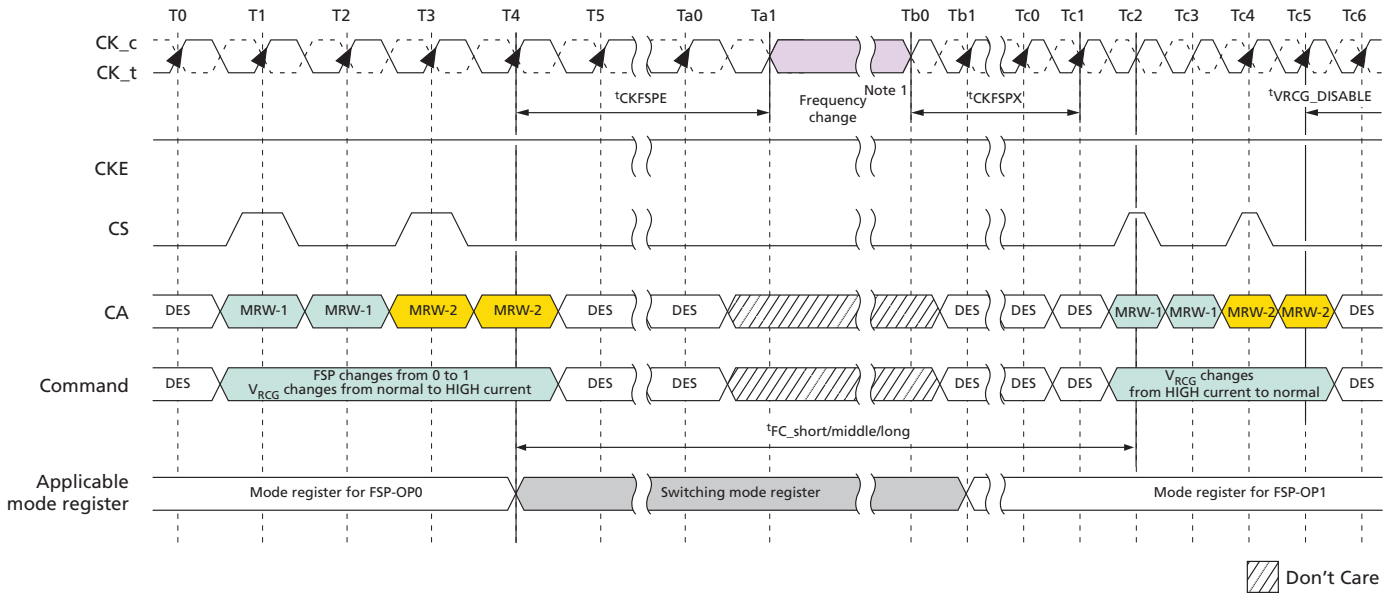 T0 T1 T2 T3 T4 T5 Ta0 Ta1 Tb0 Tb1 Tc0 Tc1 Tc2 Tc3 Tc4 Tc5 Tc6
CK_c
CK_t
tCKFSPE
Frequency
change
Note 1
tCKFSPX
tVRCG_DISABLE
CKE
CS
CA DES MRW-1 MRW-1 MRW-2 MRW-2 DES DES DES DES DES MRW-1 MRW-1 MRW-2 MRW-2 DES
Command DES FSP changes from 0 to 1
VRCG changes from normal to HIGH current
DES DES DES DES DES VRCG changes
from HIGH current to normal
DES
tFC_short/middle/long
Applicable
mode register
Mode register for FSP-OP0 Switching mode register Mode register for FSP-OP1
Don't Care